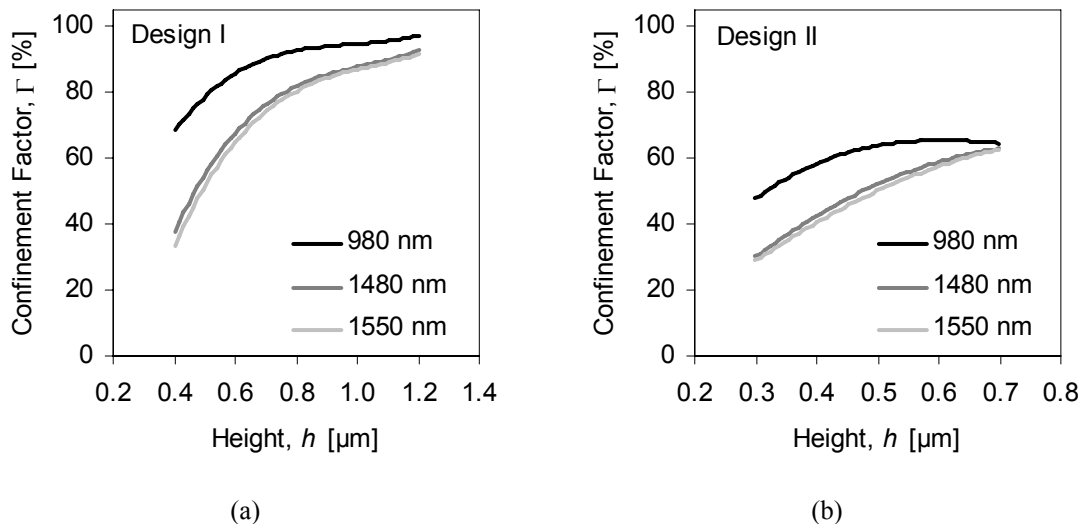 Design I
Confinement Factor, Γ [%]
100
80
60
40
20
0
980 nm
1480 nm
1550 nm
0.2 0.4 0.6 0.8 1.0 1.2 1.4
Height, h [µm]
(a)
Design II
Confinement Factor, Γ [%]
100
80
60
40
20
0
980 nm
1480 nm
1550 nm
0.2 0.3 0.4 0.5 0.6 0.7 0.8
Height, h [µm]
(b)